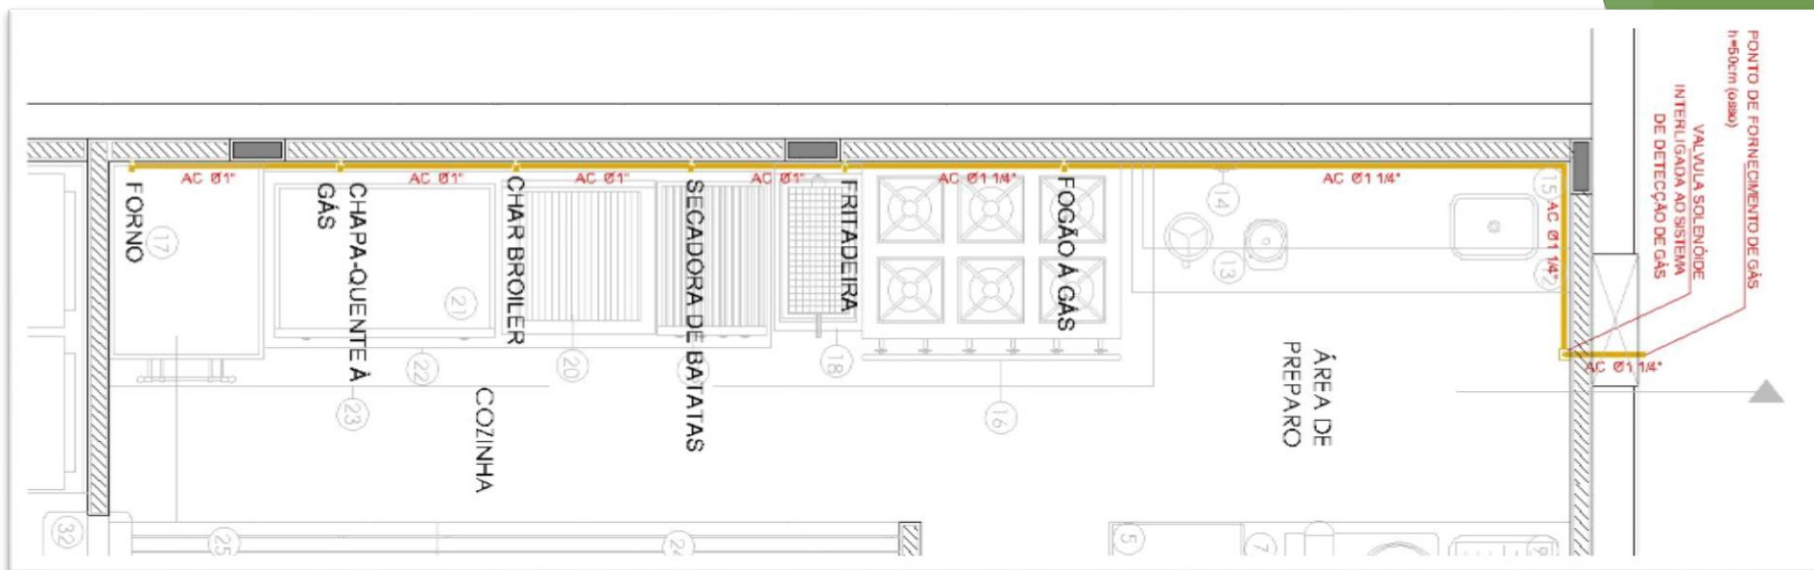 PONTO DE FORNECIMENTO DE GÁS
h=50cm (osso)
VALVULA SOLENÓIDE
INTERLIGADA AO SISTEMA
DE DETECÇÃO DE GÁS
AC Ø1"
AC Ø1"
AC Ø1"
AC Ø1"
AC Ø1 1/4"
AC Ø1 1/4"
AC Ø1 1/4"
AC Ø1 1/4"
FORNO
CHAPA-QUENTE À
GÁS
CHAR BROILER
SECADORA DE BATATAS
FRITADEIRA
FOGÃO À GÁS
COZINHA
ÁREA DE
PREPARO
17
21
22
23
20
18
16
14
13
15
32
25
5
7
9